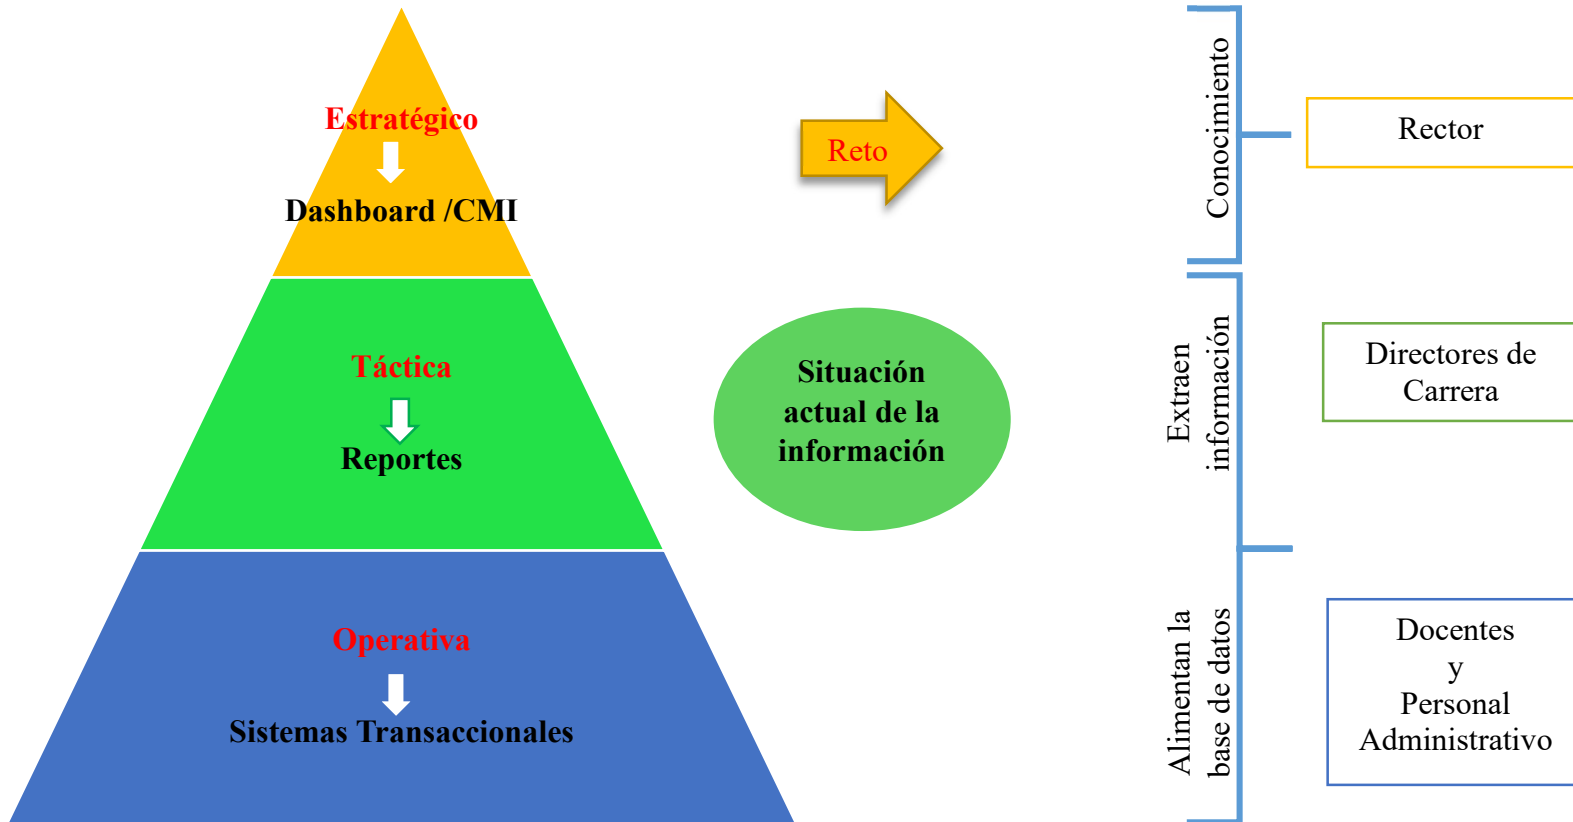 Estratégico
Dashboard /CMI
Reto
Conocimiento
Rector
Táctica
Reportes
Situación
actual de la
información
Extraen
información
Directores de
Carrera
Operativa
Sistemas Transaccionales
Alimentan la
base de datos
Docentes
y
Personal
Administrativo